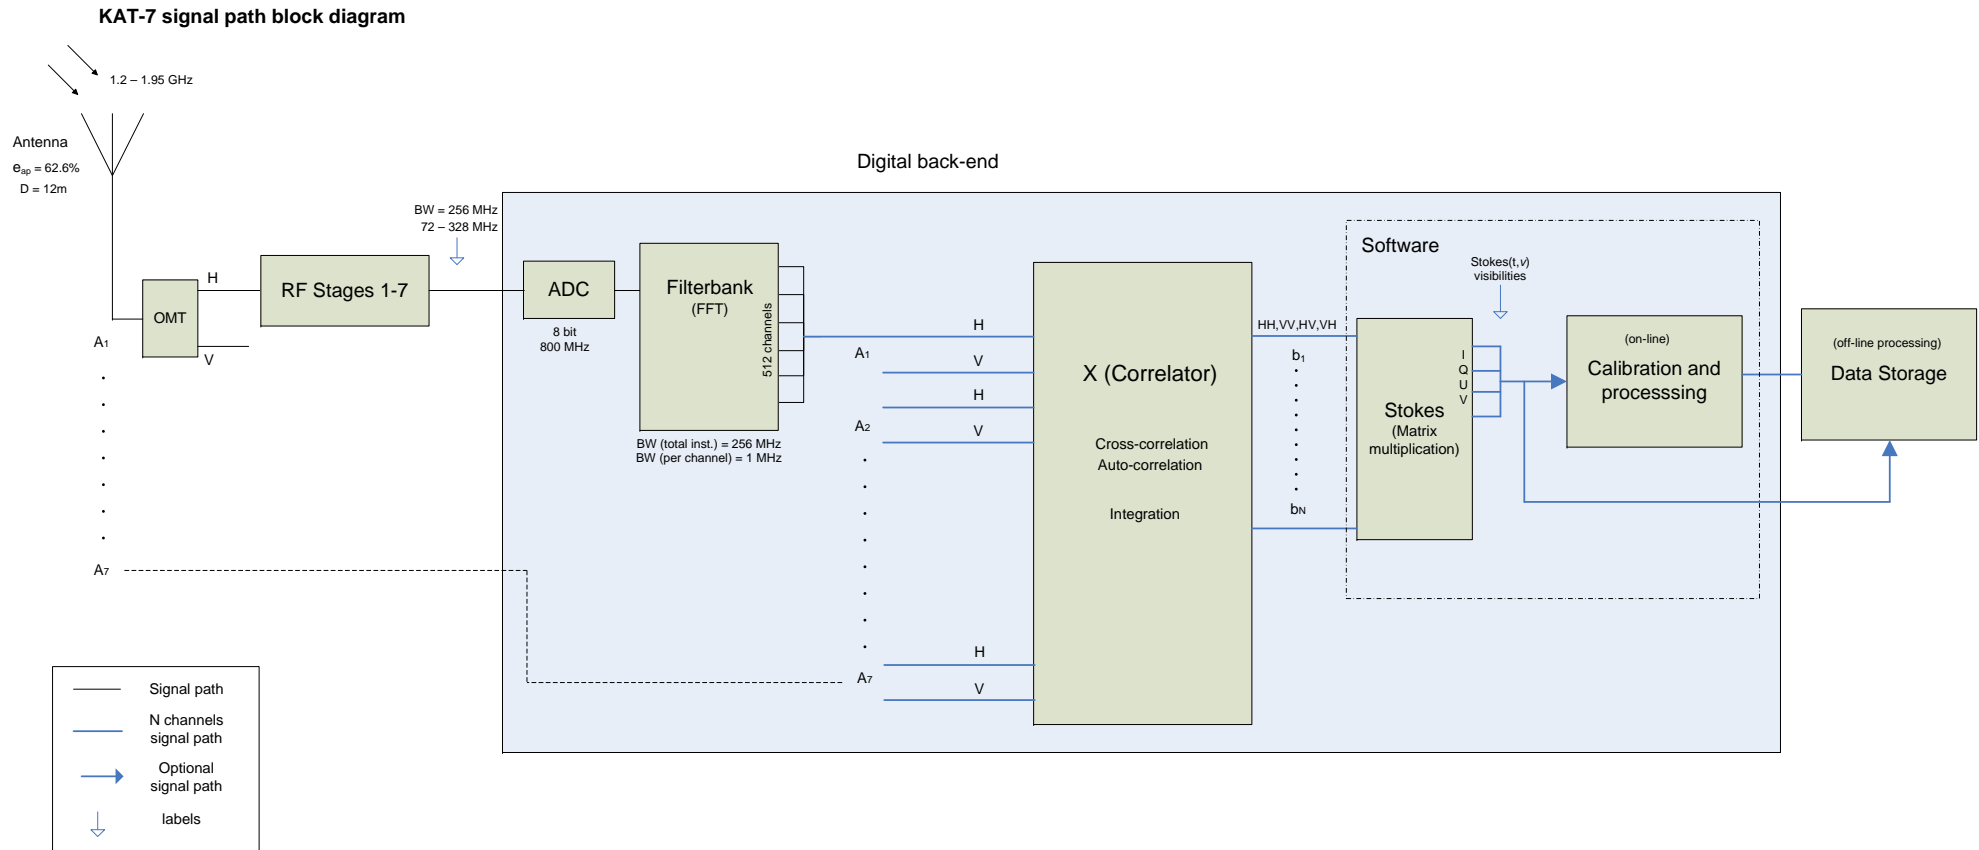 KAT-7 signal path block diagram
1.2 – 1.95 GHz
Antenna
eap = 62.6%
D = 12m
Digital back-end
BW = 256 MHz
72 – 328 MHz
OMT
H
V
RF Stages 1-7
ADC
8 bit
800 MHz
Filterbank
(FFT)
512 channels
BW (total inst.) = 256 MHz
BW (per channel) = 1 MHz
A1
A7
H
A1
V
H
A2
V
H
A7
V
X (Correlator)
Cross-correlation
Auto-correlation
Integration
HH,VV,HV,VH
b1
bN
Software
Stokes(t,v)
visibilities
Stokes
(Matrix
multiplication)
I
Q
U
V
(on-line)
Calibration and
processsing
(off-line processing)
Data Storage
Signal path
N channels
signal path
Optional
signal path
labels